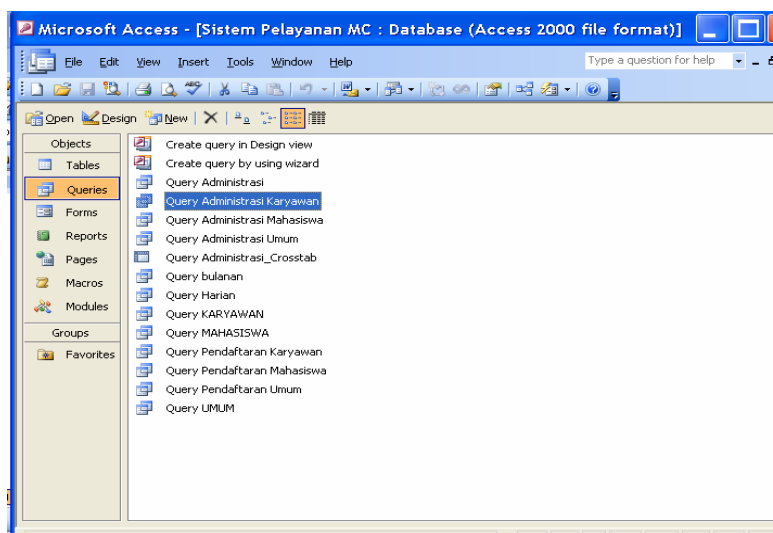 Microsoft Access - [Sistem Pelayanan MC : Database (Access 2000 file format)]
File Edit View Insert Tools Window Help Type a question for help
Open Design New
Objects
Tables
Queries
Forms
Reports
Pages
Macros
Modules
Groups
Favorites
Create query in Design view
Create query by using wizard
Query Administrasi
Query Administrasi Karyawan
Query Administrasi Mahasiswa
Query Administrasi Umum
Query Administrasi_Crosstab
Query bulanan
Query Harian
Query KARYAWAN
Query MAHASISWA
Query Pendaftaran Karyawan
Query Pendaftaran Mahasiswa
Query Pendaftaran Umum
Query UMUM